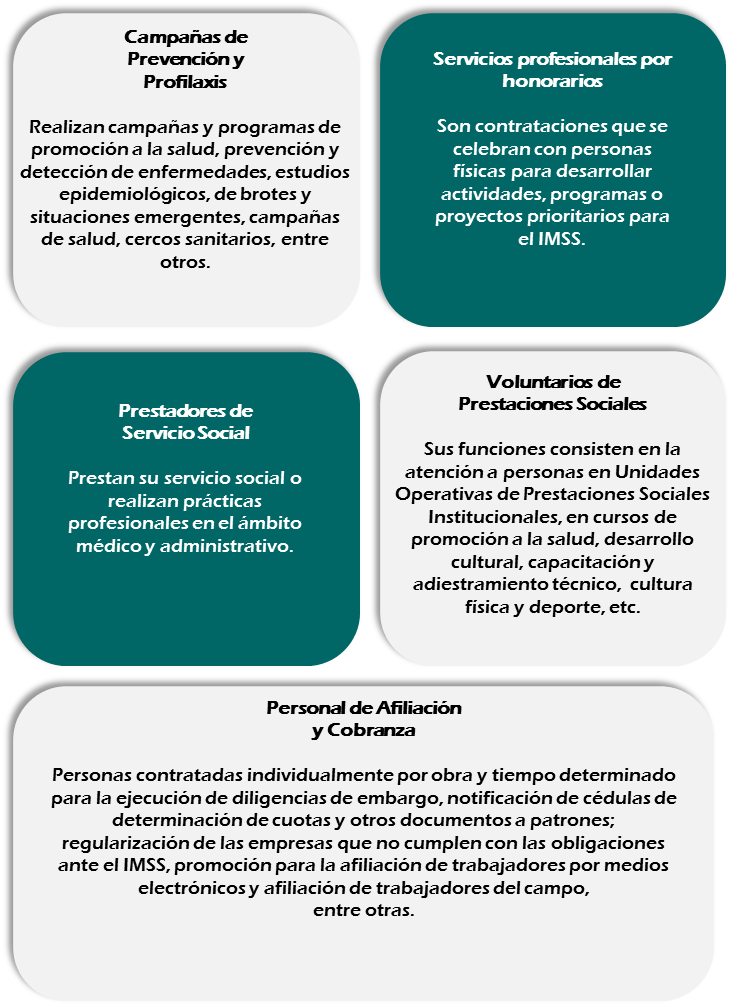 Campañas de
Prevención y
Profilaxis
Realizan campañas y programas de
promoción a la salud, prevención y
detección de enfermedades, estudios
epidemiológicos, de brotes y
situaciones emergentes, campañas
de salud, cercos sanitarios, entre
otros.
Servicios profesionales por
honorarios
Son contrataciones que se
celebran con personas
físicas para desarrollar
actividades, programas o
proyectos prioritarios para
el IMSS.
Prestadores de
Servicio Social
Prestan su servicio social o
realizan prácticas
profesionales en el ámbito
médico y administrativo.
Voluntarios de
Prestaciones Sociales
Sus funciones consisten en la
atención a personas en Unidades
Operativas de Prestaciones Sociales
Institucionales, en cursos de
promoción a la salud, desarrollo
cultural, capacitación y
adiestramiento técnico, cultura
física y deporte, etc.
Personal de Afiliación
y Cobranza
Personas contratadas individualmente por obra y tiempo determinado
para la ejecución de diligencias de embargo, notificación de cédulas de
determinación de cuotas y otros documentos a patrones;
regularización de las empresas que no cumplen con las obligaciones
ante el IMSS, promoción para la afiliación de trabajadores por medios
electrónicos y afiliación de trabajadores del campo,
entre otras.